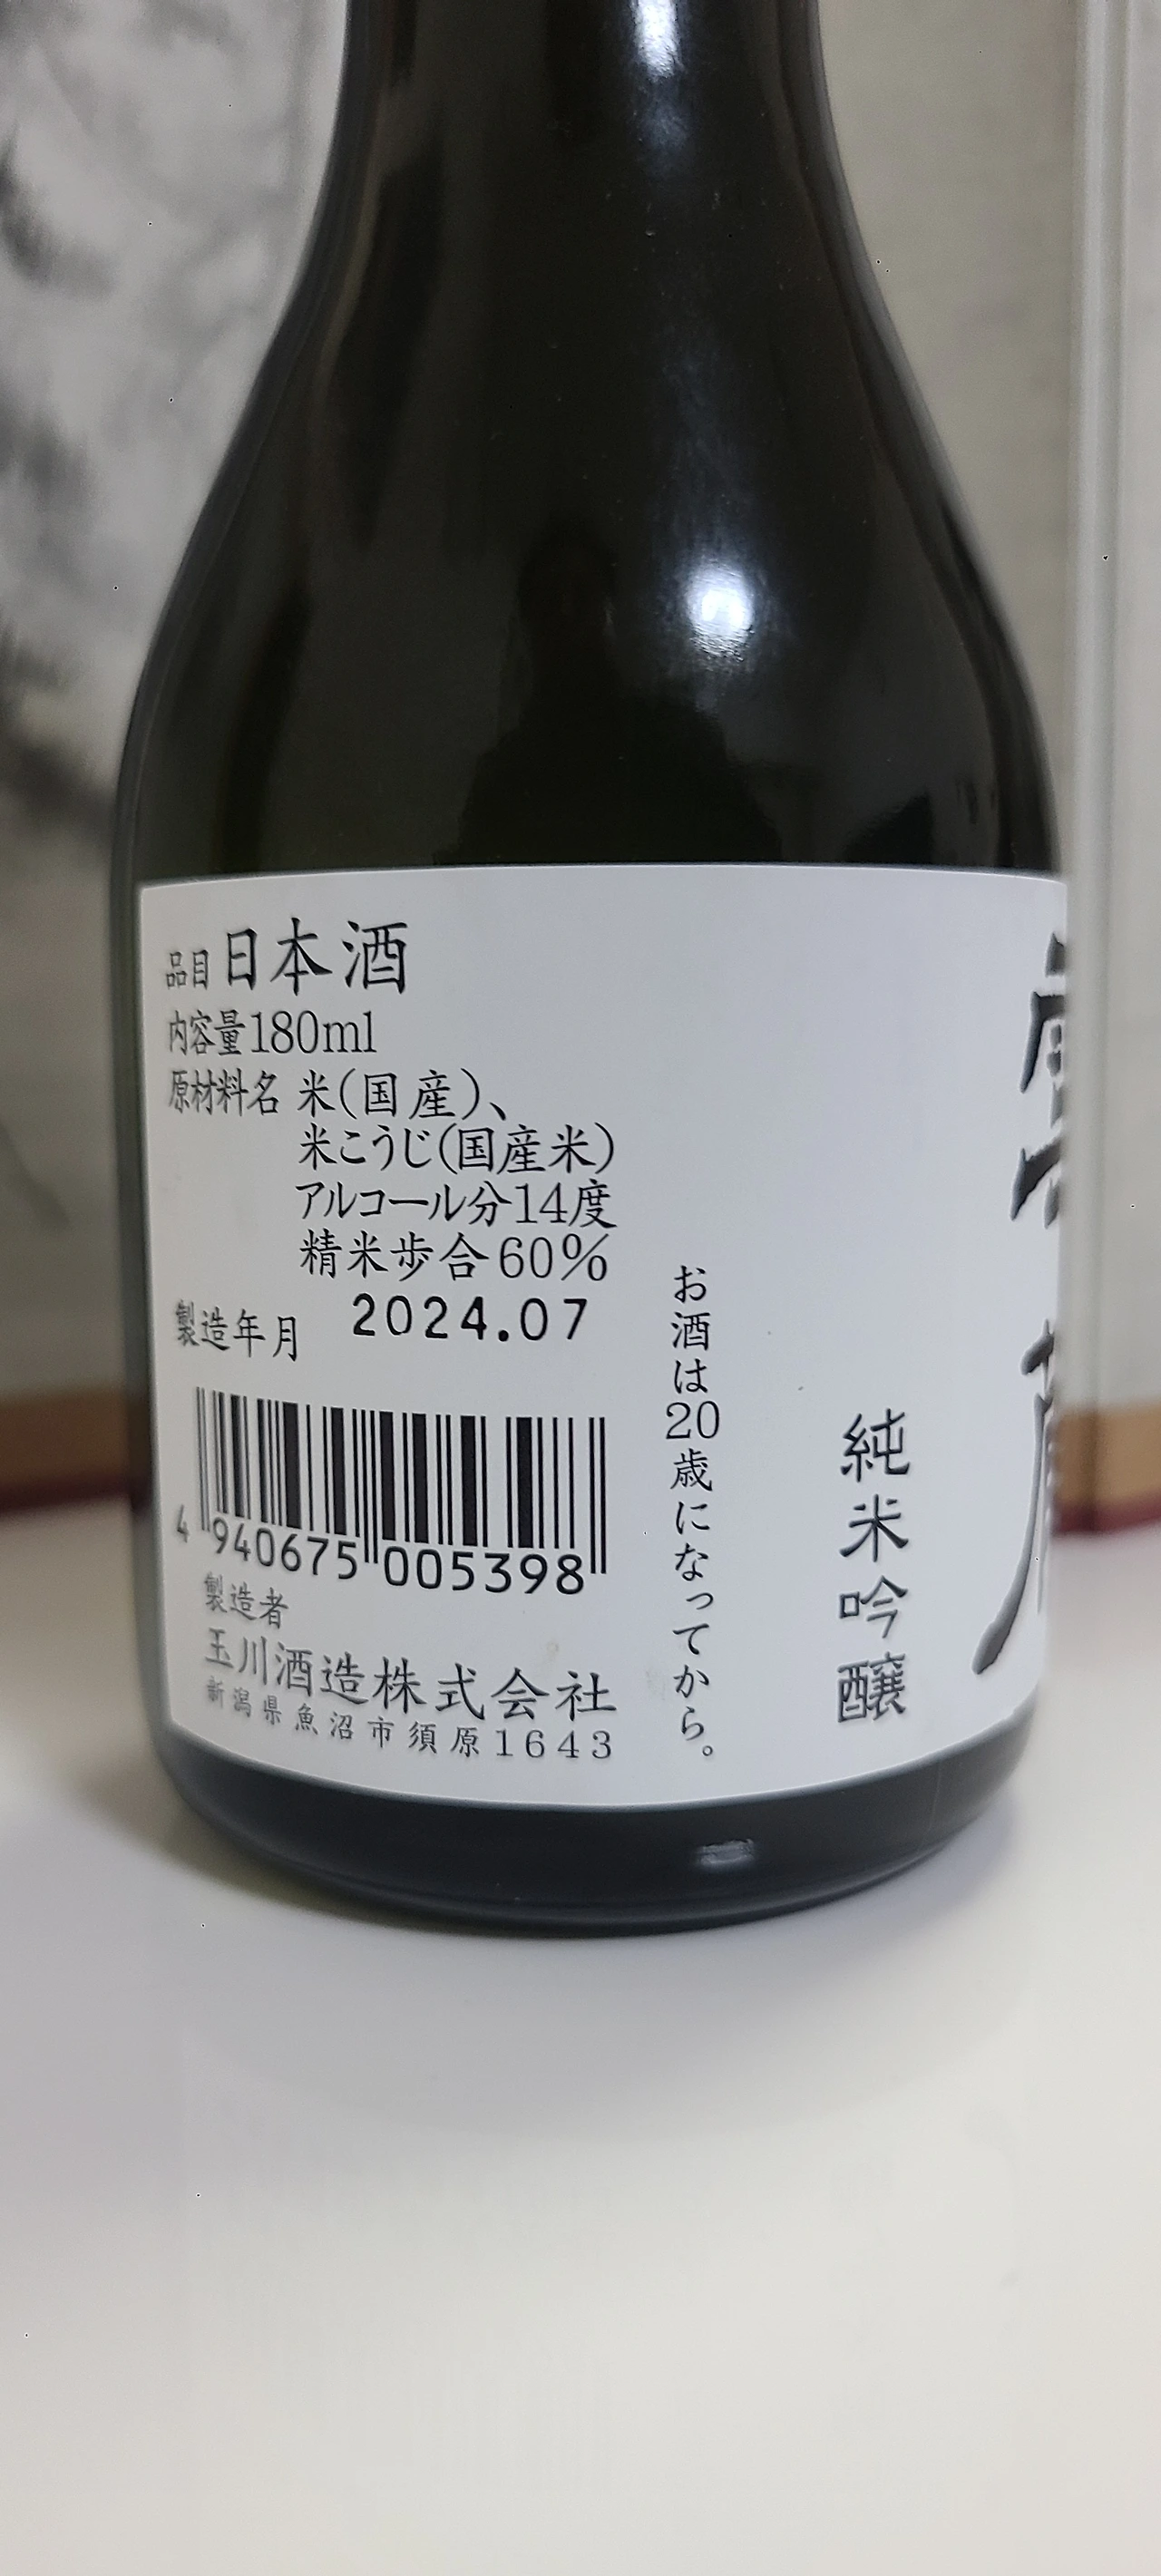 品目日本酒
内容量180ml
原材料名 米(国産)、
米こうじ(国産米)
アルコール分14度
精米歩合60%
製造年月 2024.07
4 940675 005398
製造者
玉川酒造株式会社
新潟県魚沼市須原1643
お酒は20歳になってから。
純米吟醸